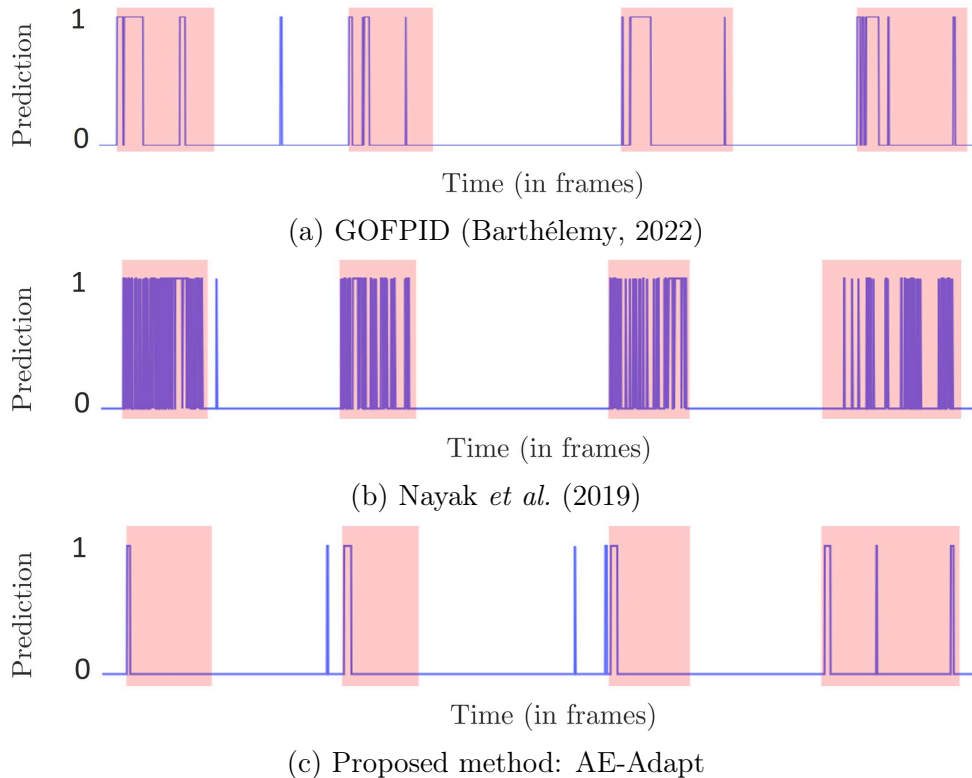 Prediction
1
0
Time (in frames)
(a) GOFPID (Barthélemy, 2022)
Prediction
1
0
Time (in frames)
(b) Nayak et al. (2019)
Prediction
1
0
Time (in frames)
(c) Proposed method: AE-Adapt